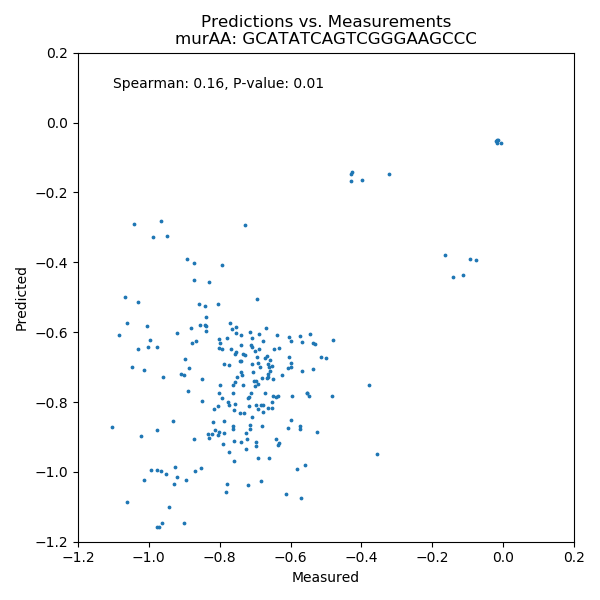 Predictions vs. Measurements
murAA: GCATATCAGTCGGGAAGCCC
Spearman: 0.16, P-value: 0.01
0.2
0.0
−0.2
−0.4
−0.6
−0.8
−1.0
−1.2
Predicted
−1.2 −1.0 −0.8 −0.6 −0.4 −0.2 0.0 0.2
Measured